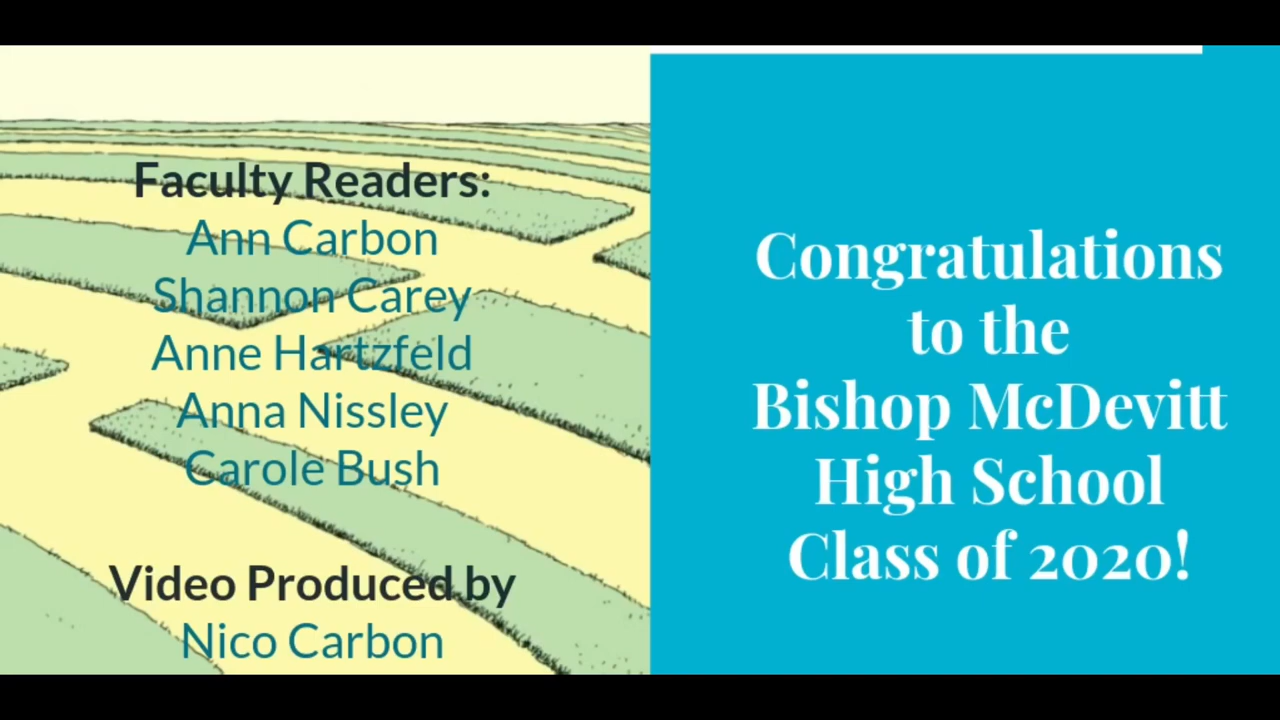 Faculty Readers:
Ann Carbon
Shannon Carey
Anne Hartzfeld
Anna Nissley
Carole Bush
Video Produced by
Nico Carbon
Congratulations
to the
Bishop McDevitt
High School
Class of 2020!